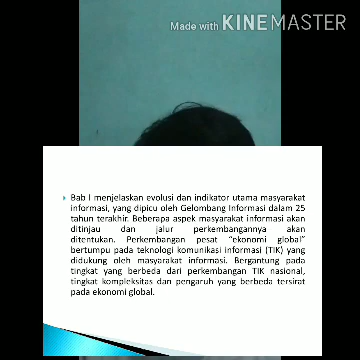 Made with KINEMASTER
Bab I menjelaskan evolusi dan indikator utama masyarakat
informasi, yang dipicu oleh Gelombang Informasi dalam 25
tahun terakhir. Beberapa aspek masyarakat informasi akan
ditinjau dan jalur perkembangannya akan
ditentukan. Perkembangan pesat “ekonomi global”
bertumpu pada teknologi komunikasi informasi (TIK) yang
didukung oleh masyarakat informasi. Bergantung pada
tingkat yang berbeda dari perkembangan TIK nasional,
tingkat kompleksitas dan pengaruh yang berbeda tersirat
pada ekonomi global.